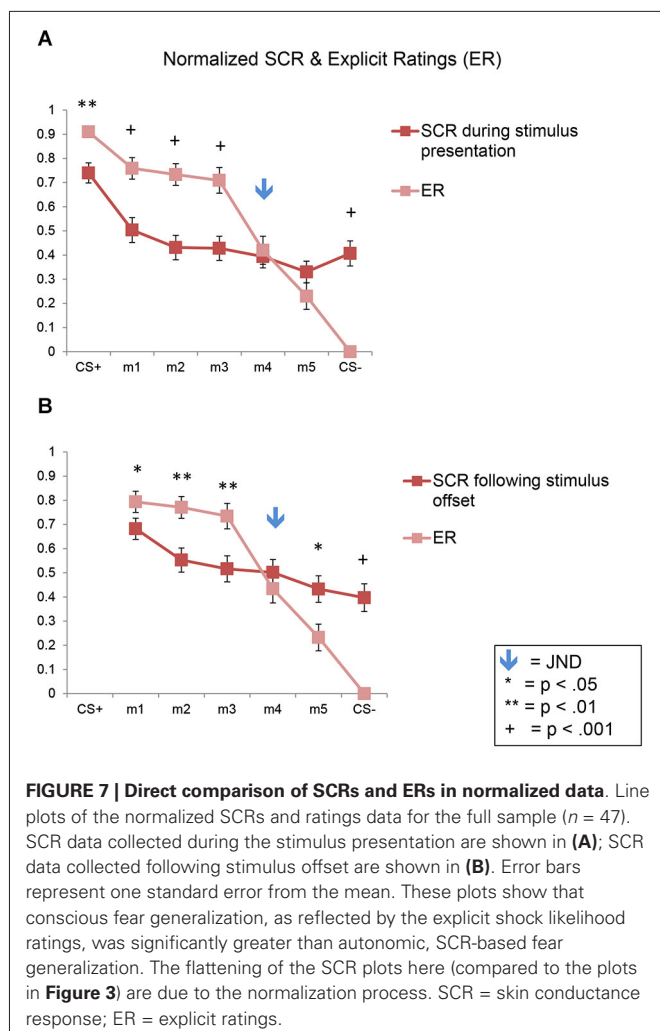 A
Normalized SCR & Explicit Ratings (ER)
**
+
+
+
+
1
0.9
0.8
0.7
0.6
0.5
0.4
0.3
0.2
0.1
0
CS+ m1 m2 m3 m4 m5 CS-
SCR during stimulus
presentation
ER
B
*
**
**
*
+
1
0.9
0.8
0.7
0.6
0.5
0.4
0.3
0.2
0.1
0
CS+ m1 m2 m3 m4 m5 CS-
SCR following stimulus
offset
ER
= JND
* = p < .05
** = p < .01
+ = p < .001
FIGURE 7 | Direct comparison of SCRs and ERs in normalized data. Line
plots of the normalized SCRs and ratings data for the full sample (n = 47).
SCR data collected during the stimulus presentation are shown in (A); SCR
data collected following stimulus offset are shown in (B). Error bars
represent one standard error from the mean. These plots show that
conscious fear generalization, as reflected by the explicit shock likelihood
ratings, was significantly greater than autonomic, SCR-based fear
generalization. The flattening of the SCR plots here (compared to the plots
in Figure 3) are due to the normalization process. SCR = skin conductance
response; ER = explicit ratings.